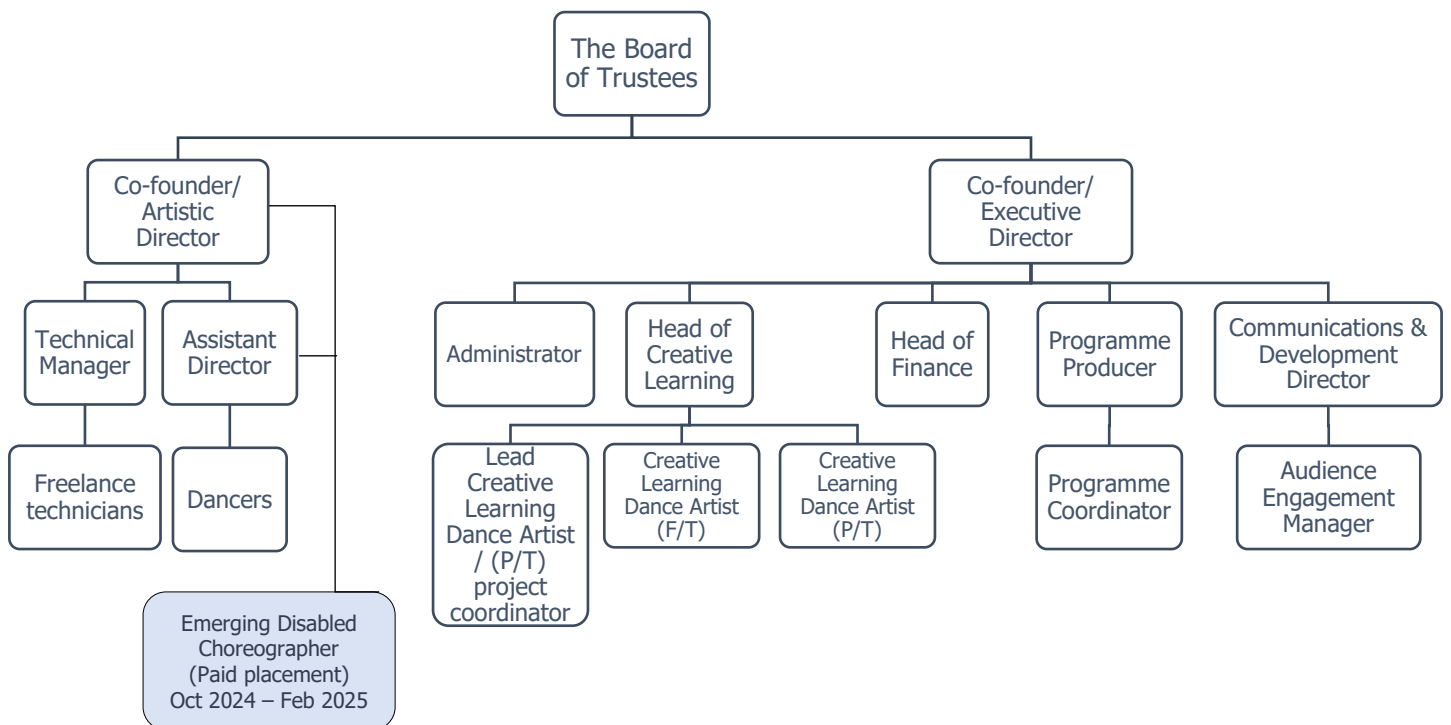 The Board
of Trustees
Co-founder/
Artistic
Director
Co-founder/
Executive
Director
Technical
Manager
Assistant
Director
Administrator
Head of
Creative
Learning
Head of
Finance
Programme
Producer
Communications &
Development
Director
Freelance
technicians
Dancers
Lead
Creative
Learning
Dance Artist
/ (P/T)
project
coordinator
Creative
Learning
Dance Artist
(F/T)
Creative
Learning
Dance Artist
(P/T)
Programme
Coordinator
Audience
Engagement
Manager
Emerging Disabled
Choreographer
(Paid placement)
Oct 2024 – Feb 2025